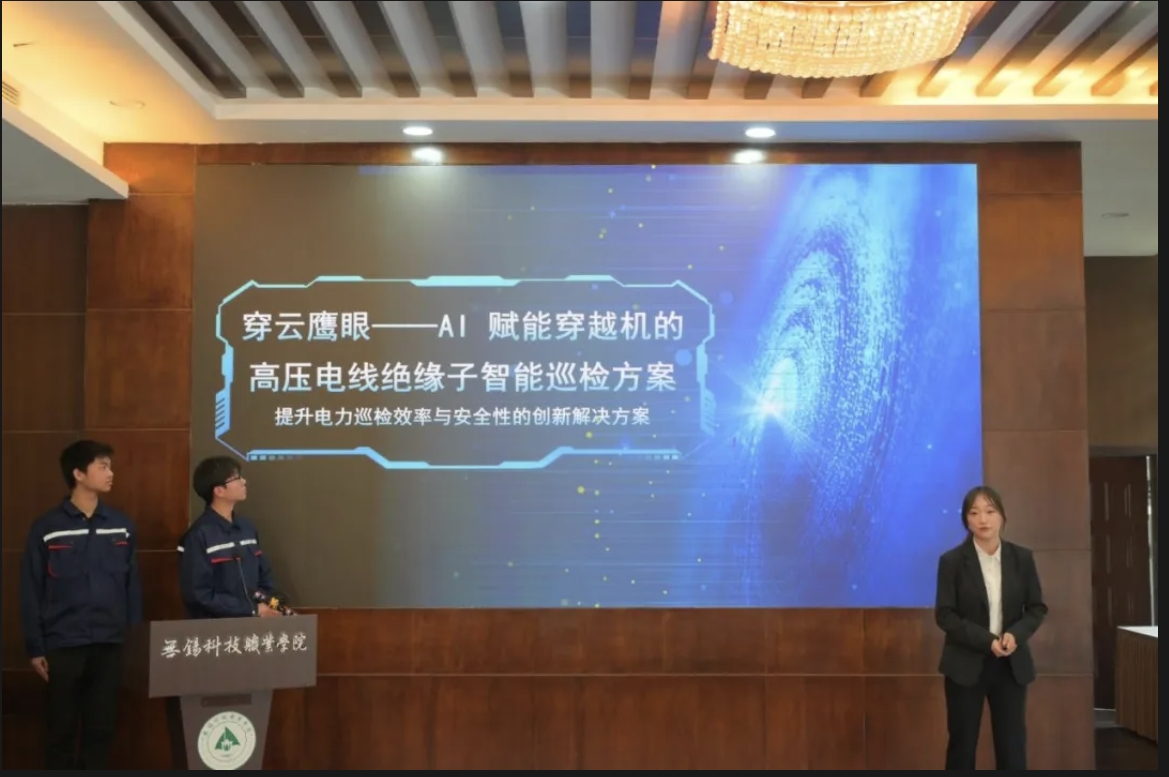 穿云鹰眼——AI 赋能穿越机的
高压电线绝缘子智能巡检方案
提升电力巡检效率与安全性的创新解决方案
无锡科技职业学院